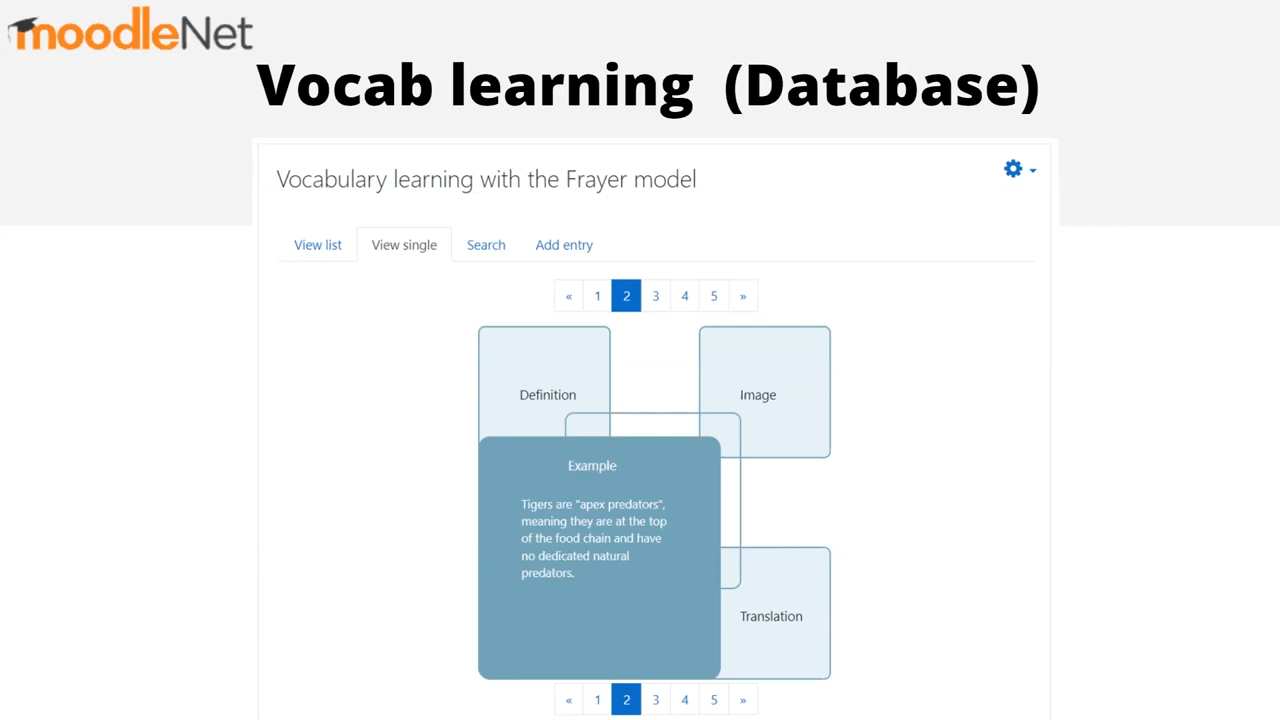 moodleNet
Vocab learning (Database)
Vocabulary learning with the Frayer model
View list View single Search Add entry
« 1 2 3 4 5 »
Definition Image
Example
Tigers are “apex predators”,
meaning they are at the top
of the food chain and have
no dedicated natural
predators.
Translation
« 1 2 3 4 5 »